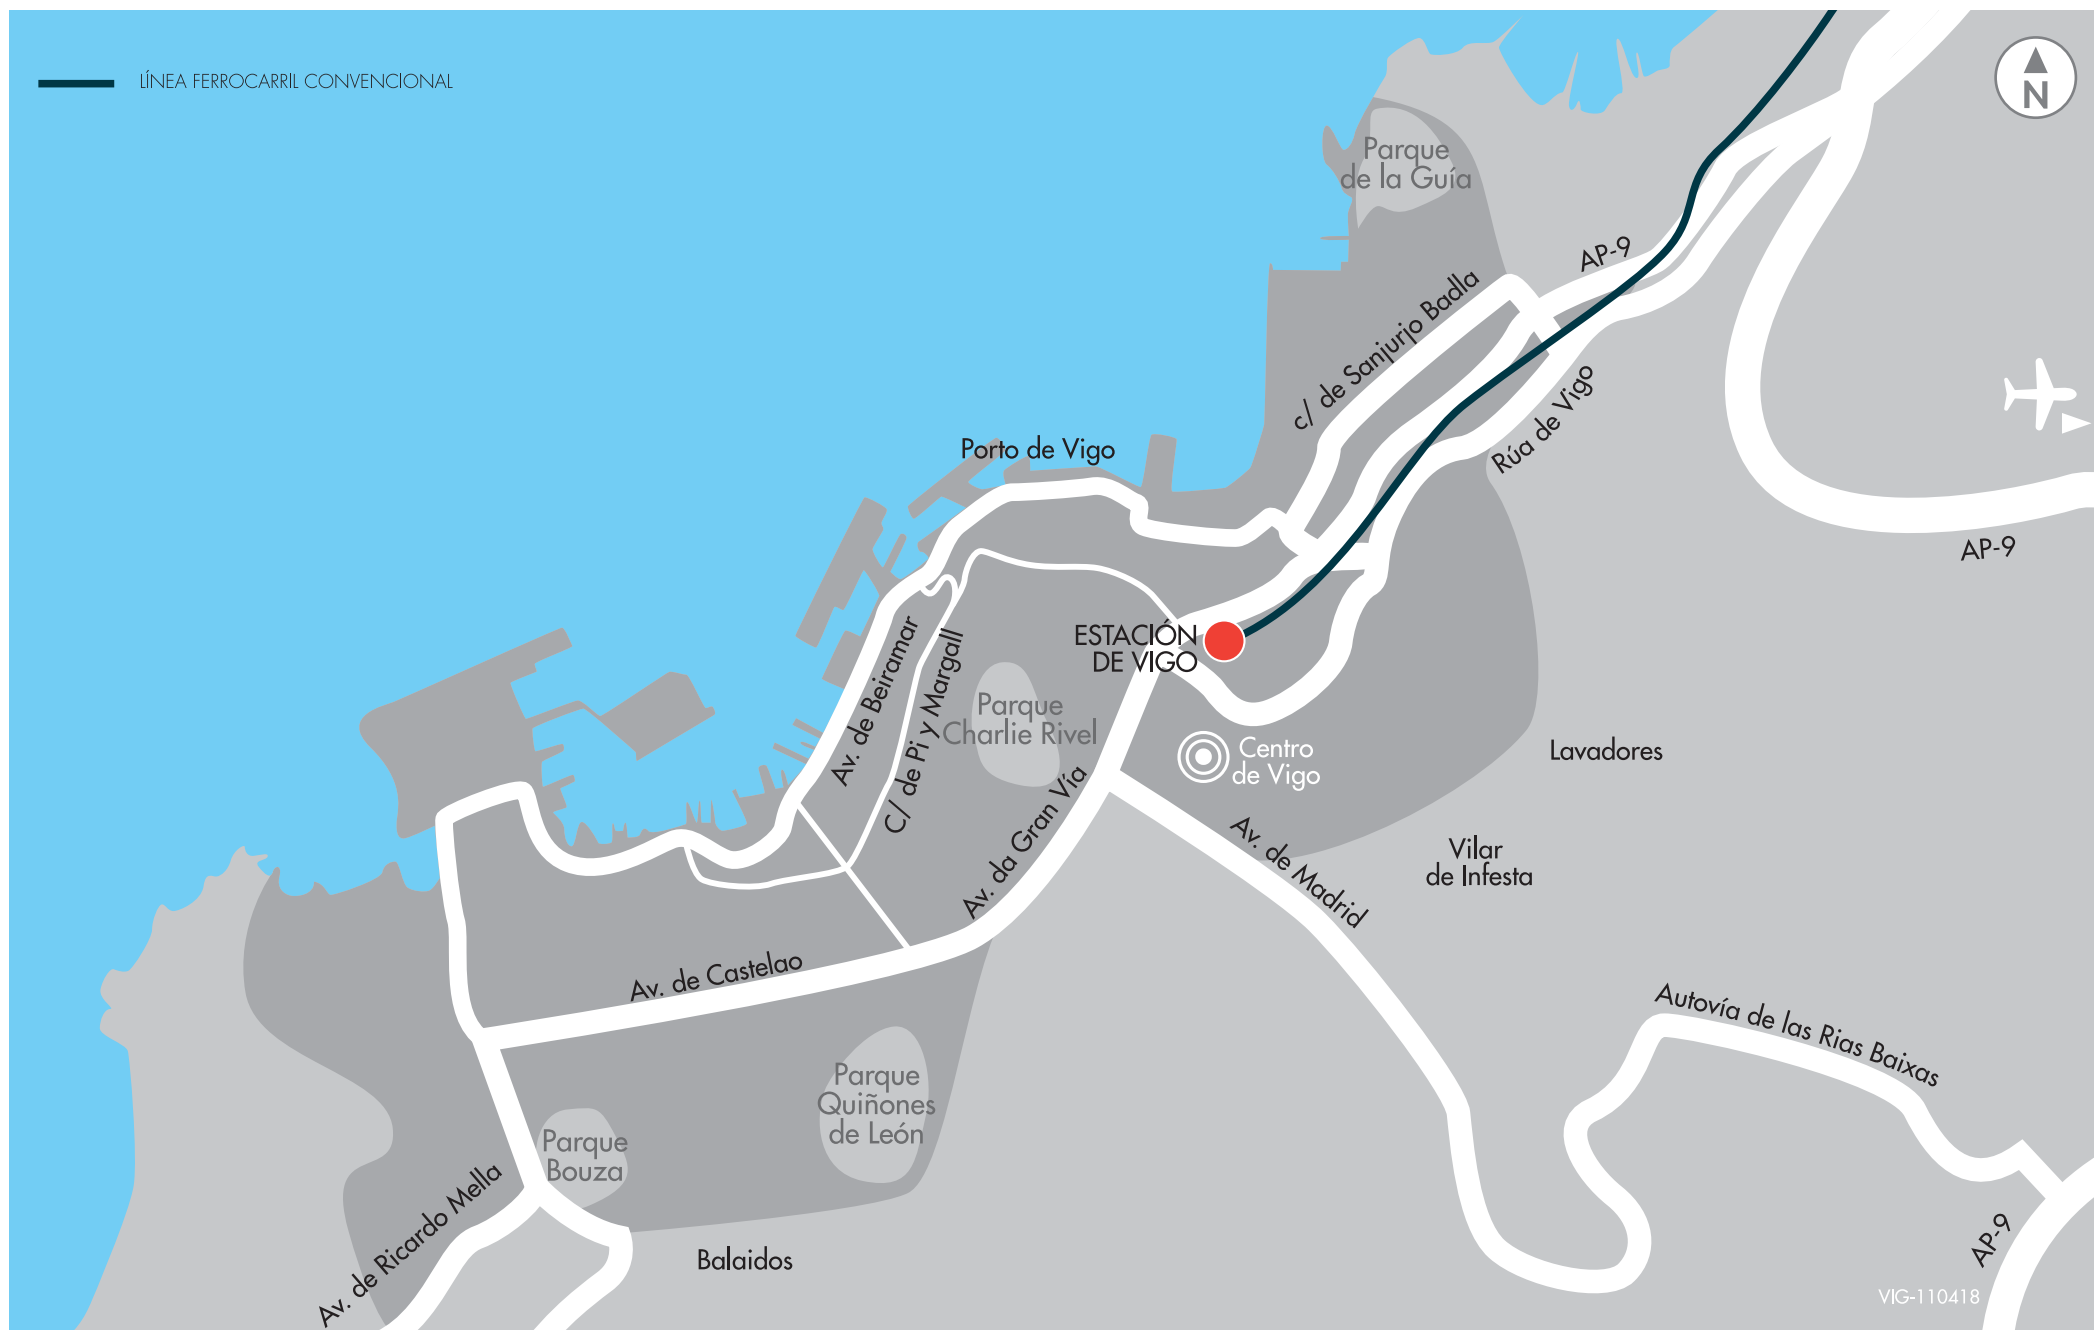 LÍNEA FERROCARRIL CONVENCIONAL
N
Parque
de la Guía
AP-9
c/ de Sanjurjo Badla
Rúa de Vigo
Porto de Vigo
AP-9
ESTACIÓN
DE VIGO
Av. de Beiramar
C/ de Pi y Margall
Parque
Charlie Rivel
Centro
de Vigo
Lavadores
Av. da Gran Vía
Av. de Madrid
Vilar
de Infesta
Av. de Castelao
Autovía de las Rias Baixas
Parque
Quiñones
de León
Parque
Bouza
Av. de Ricardo Mella
Balaidos
AP-9
VIG-110418